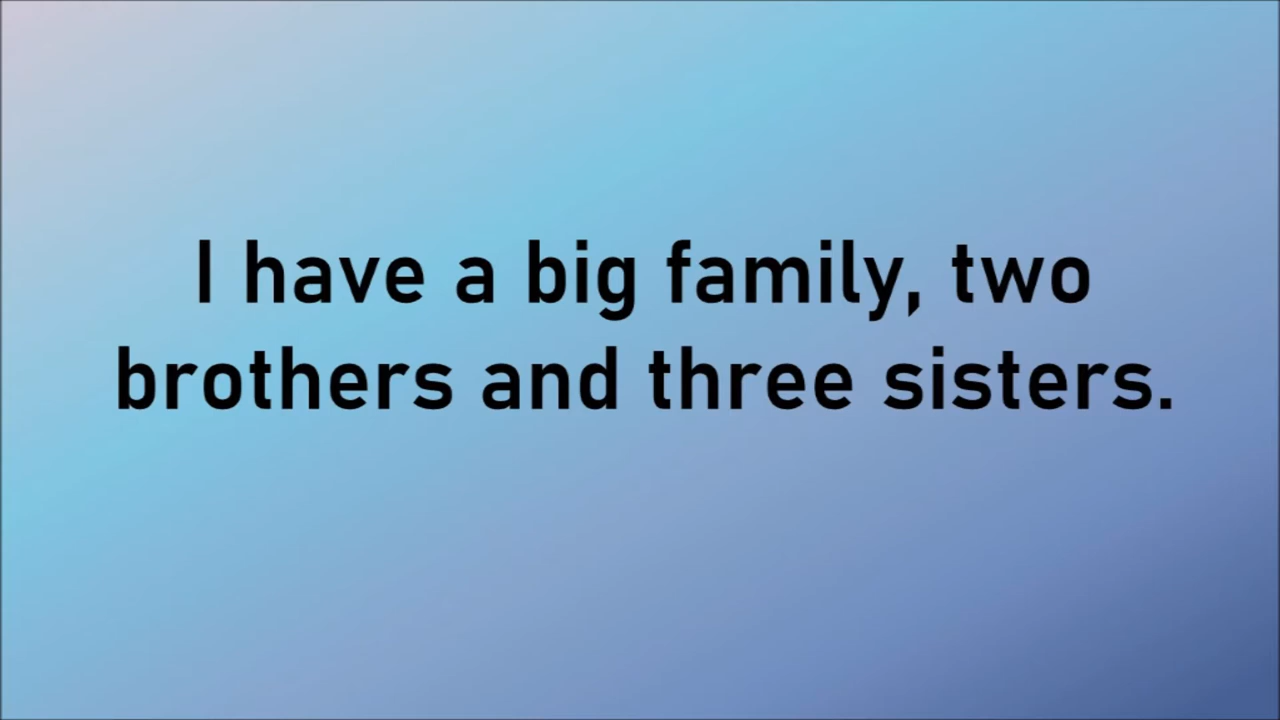 I have a big family, two
brothers and three sisters.